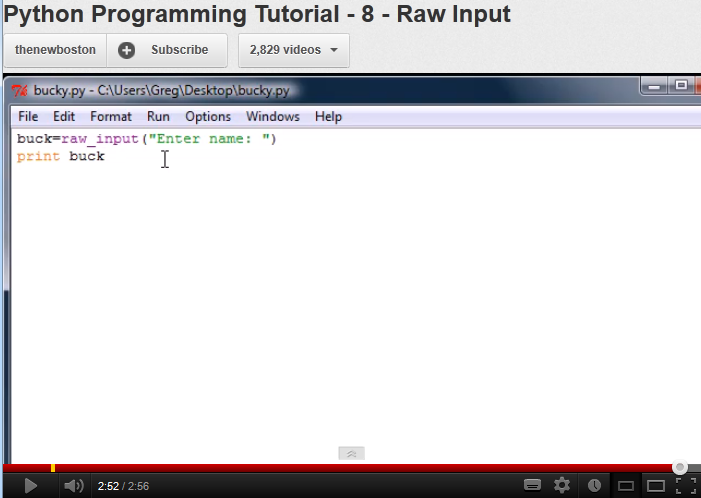 Python Programming Tutorial - 8 - Raw Input
thenewboston Subscribe 2,829 videos
bucky.py - C:\Users\Greg\Desktop\bucky.py
File Edit Format Run Options Windows Help
buck=raw_input("Enter name: ")
print buck
2:52 / 2:56